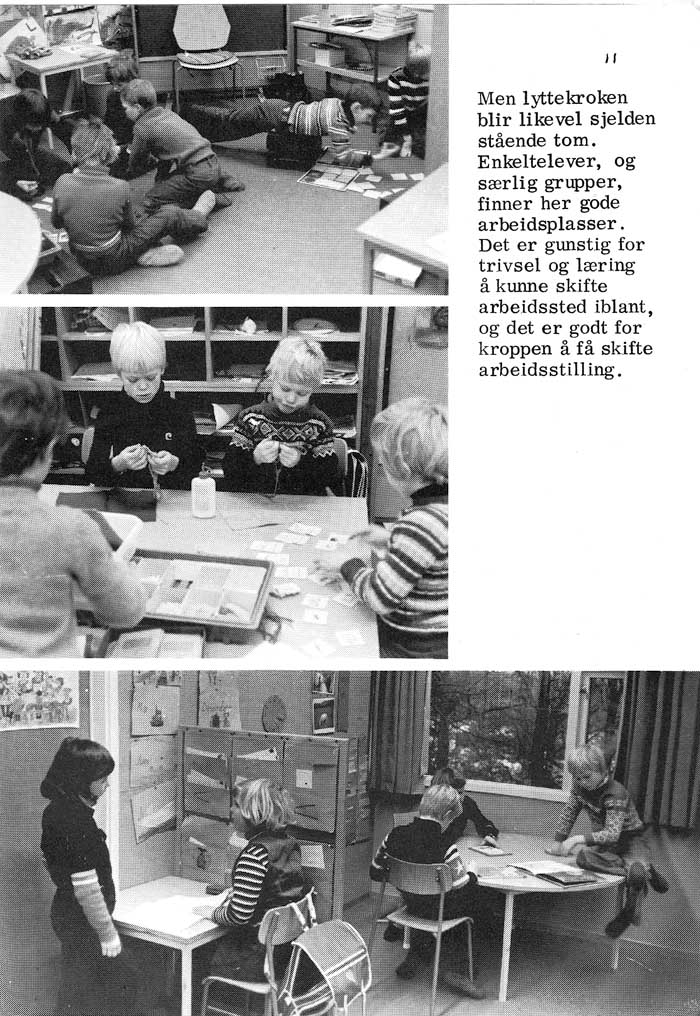 11
Men lyttekroken
blir likevel sjelden
stående tom.
Enkeltelever, og
særlig grupper,
finner her gode
arbeidsplasser.
Det er gunstig for
trivsel og læring
å kunne skifte
arbeidssted iblant,
og det er godt for
kroppen å få skifte
arbeidsstilling.